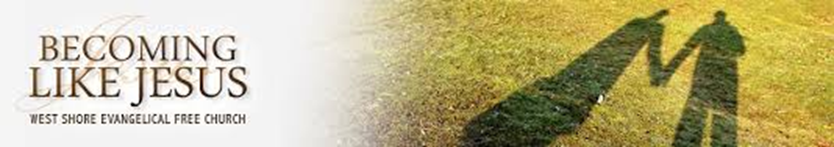 BECOMING
LIKE JESUS
WEST SHORE EVANGELICAL FREE CHURCH